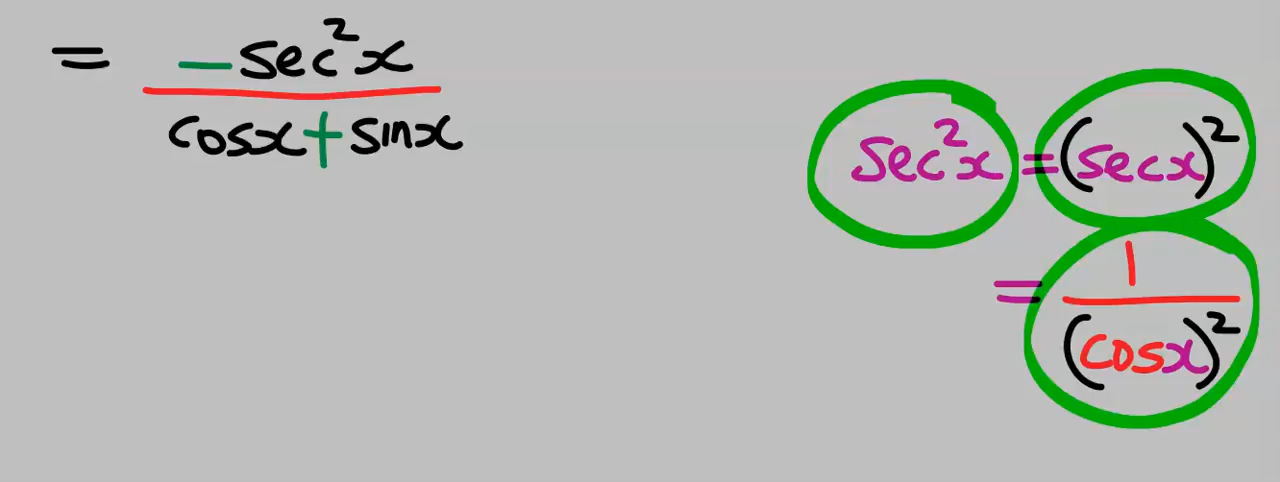 = -sec²x / cosx + sinx
sec²x = (secx)²
= 1 / (cosx)²